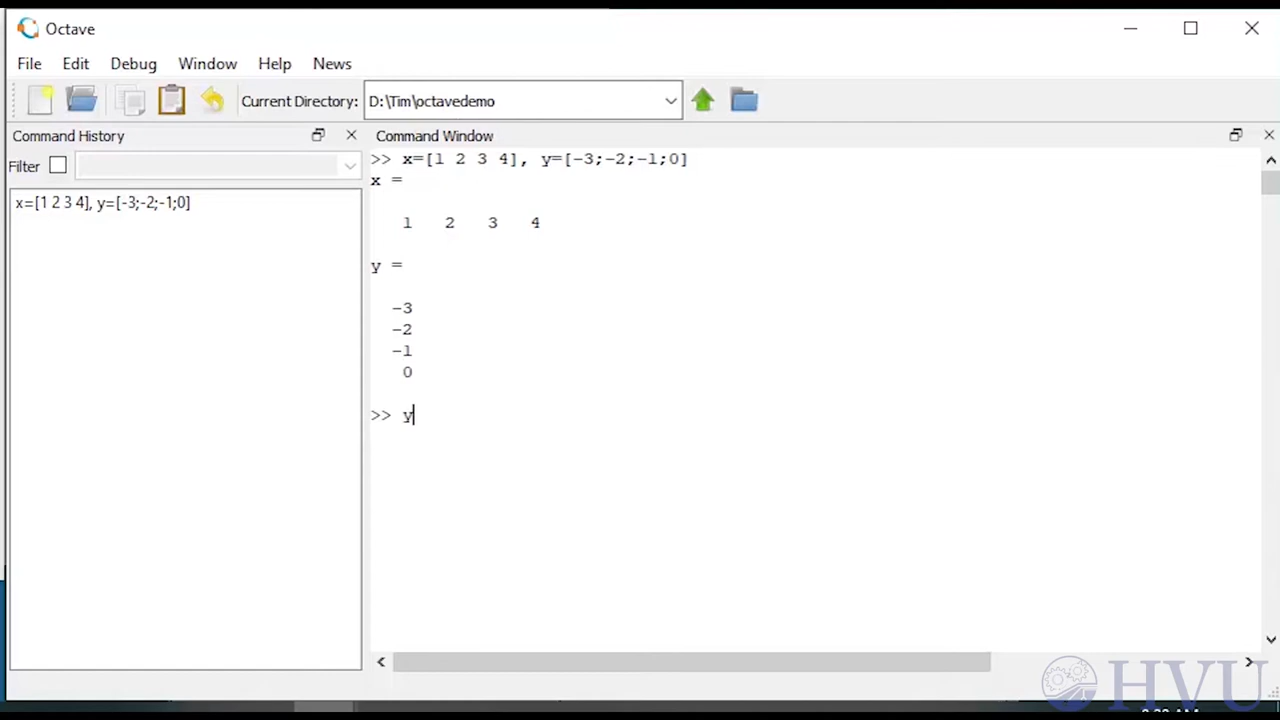 Octave
File Edit Debug Window Help News
Current Directory: D:\Tim\octavedemo
Command History
Filter
x=[1 2 3 4], y=[-3;-2;-1;0]
Command Window
>> x=[1 2 3 4], y=[-3;-2;-1;0]
x =
1 2 3 4
y =
-3
-2
-1
0
>> y
HVU